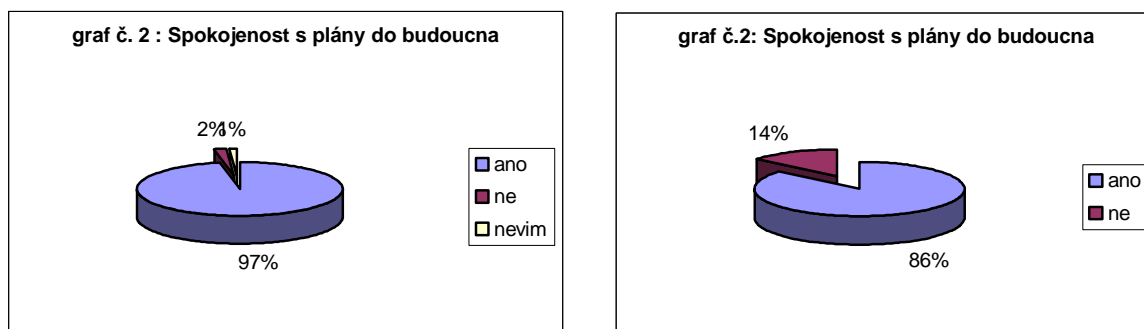 graf č. 2 : Spokojenost s plány do budoucna
2%
1%
97%
ano
ne
nevim
graf č.2: Spokojenost s plány do budoucna
14%
86%
ano
ne